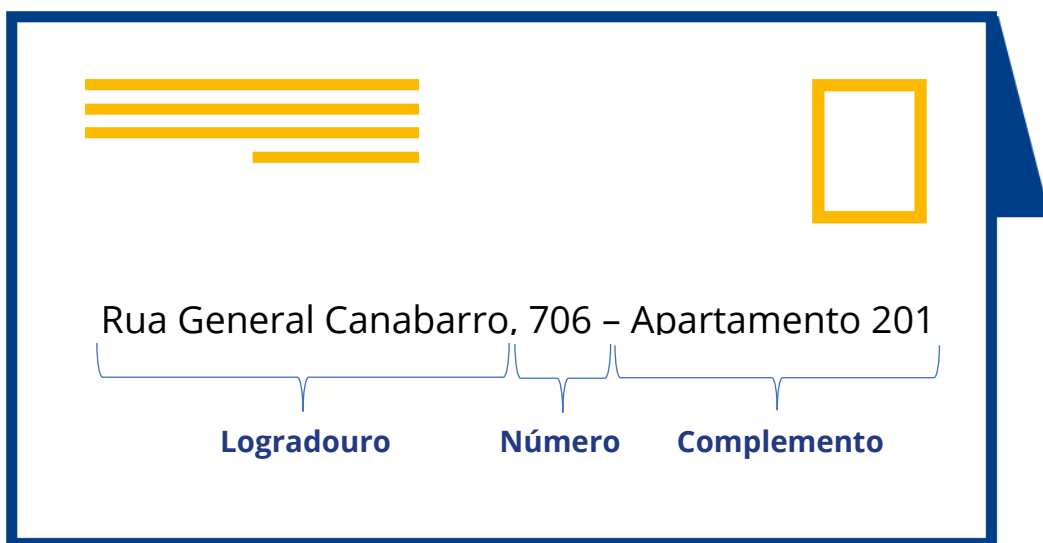 Rua General Canabarro, 706 – Apartamento 201
Logradouro Número Complemento